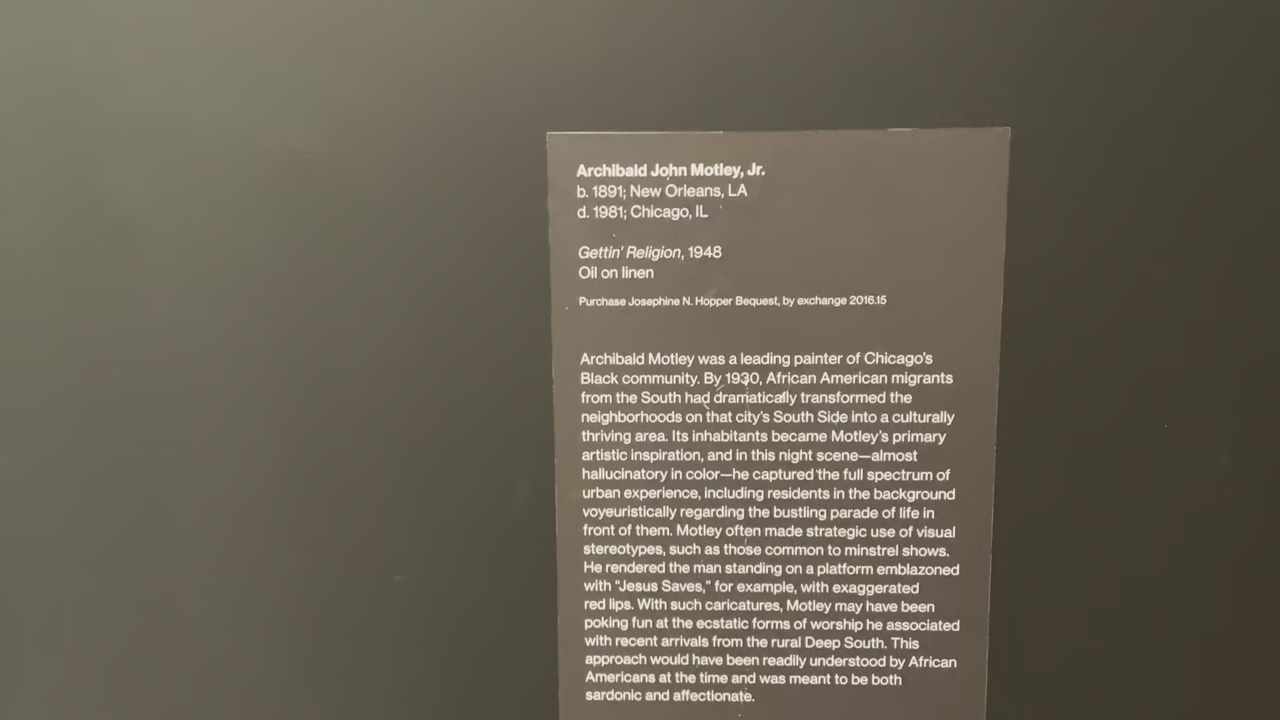 Archibald John Motley, Jr.
b. 1891; New Orleans, LA
d. 1981; Chicago, IL
Gettin' Religion, 1948
Oil on linen
Purchase Josephine N. Hopper Bequest, by exchange 2016.15
Archibald Motley was a leading painter of Chicago's
Black community. By 1930, African American migrants
from the South had dramatically transformed the
neighborhoods on that city's South Side into a culturally
thriving area. Its inhabitants became Motley's primary
artistic inspiration, and in this night scene—almost
hallucinatory in color—he captured the full spectrum of
urban experience, including residents in the background
voyeuristically regarding the bustling parade of life in
front of them. Motley often made strategic use of visual
stereotypes, such as those common to minstrel shows.
He rendered the man standing on a platform emblazoned
with "Jesus Saves," for example, with exaggerated
red lips. With such caricatures, Motley may have been
poking fun at the ecstatic forms of worship he associated
with recent arrivals from the rural Deep South. This
approach would have been readily understood by African
Americans at the time and was meant to be both
sardonic and affectionate.